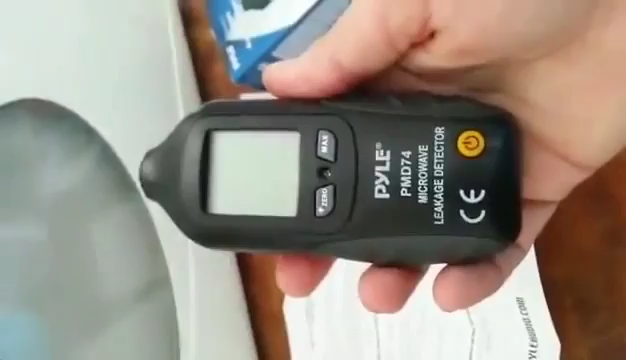 MAX
ZERO
PYLE®
PMD74
MICROWAVE
LEAKAGE DETECTOR
CE